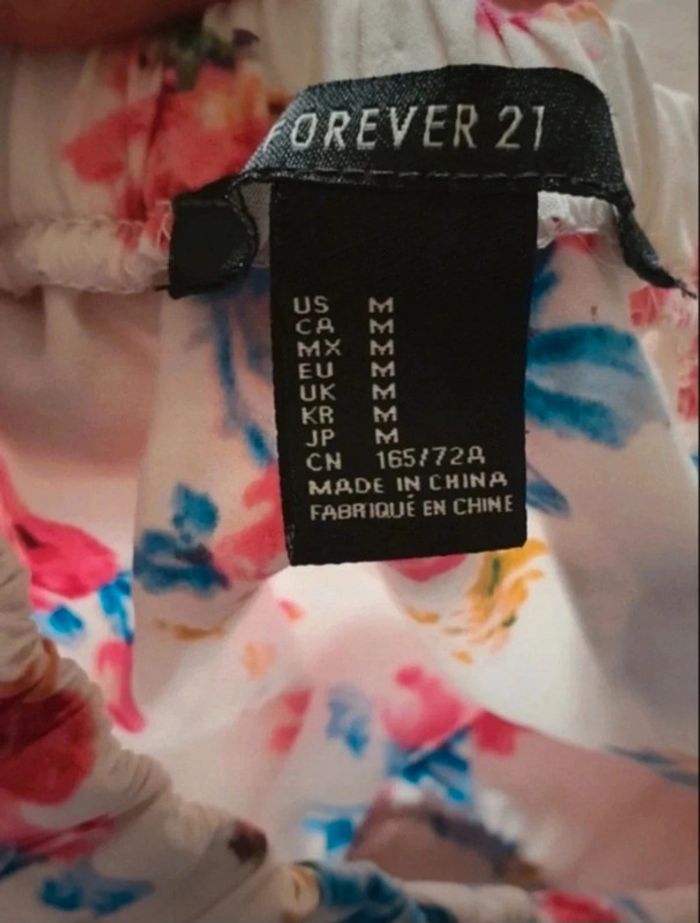 FOREVER 21
US M
CA M
MX M
EU M
UK M
KR M
JP M
CN 165/72A
MADE IN CHINA
FABRIQUÉ EN CHINE